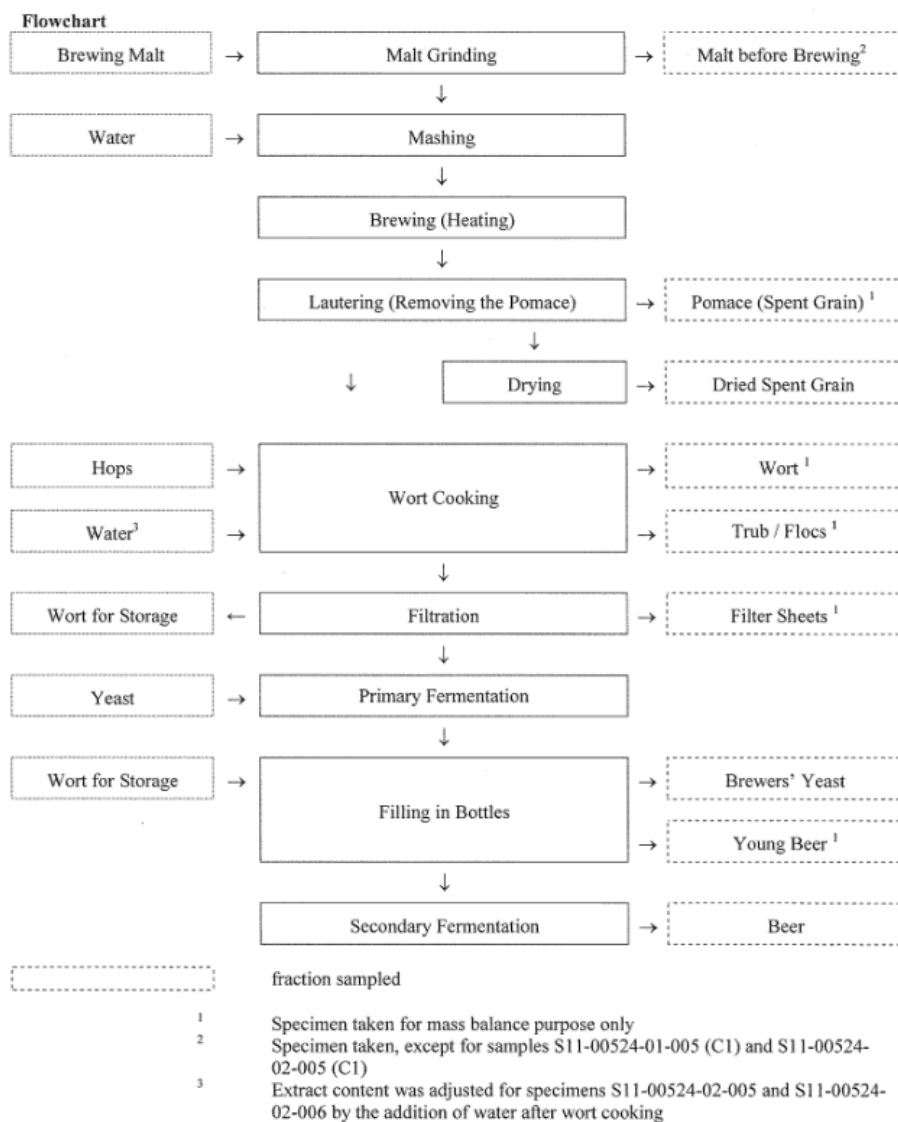 Flowchart
Brewing Malt → Malt Grinding → Malt before Brewing²
↓
Water → Mashing
↓
Brewing (Heating)
↓
Lautering (Removing the Pomace) → Pomace (Spent Grain) ¹
↓
↓ Drying → Dried Spent Grain
Hops → Wort Cooking → Wort ¹
Water³ → → Trub / Flocs ¹
↓
Wort for Storage ← Filtration → Filter Sheets ¹
↓
Yeast → Primary Fermentation
↓
Wort for Storage → Filling in Bottles → Brewers' Yeast
→ Young Beer ¹
↓
Secondary Fermentation → Beer
fraction sampled
¹ Specimen taken for mass balance purpose only
² Specimen taken, except for samples S11-00524-01-005 (C1) and S11-00524-
02-005 (C1)
³ Extract content was adjusted for specimens S11-00524-02-005 and S11-00524-
02-006 by the addition of water after wort cooking